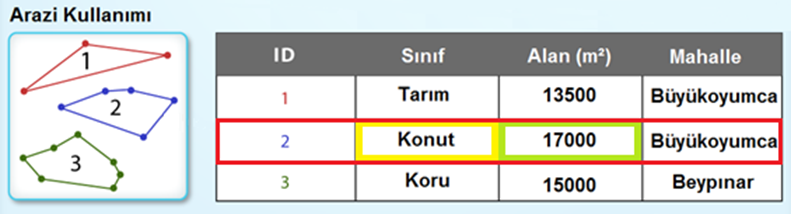 Arazi Kullanımı
1
2
3
ID Sınıf Alan (m²) Mahalle
1 Tarım 13500 Büyükoyumca
2 Konut 17000 Büyükoyumca
3 Koru 15000 Beypınar